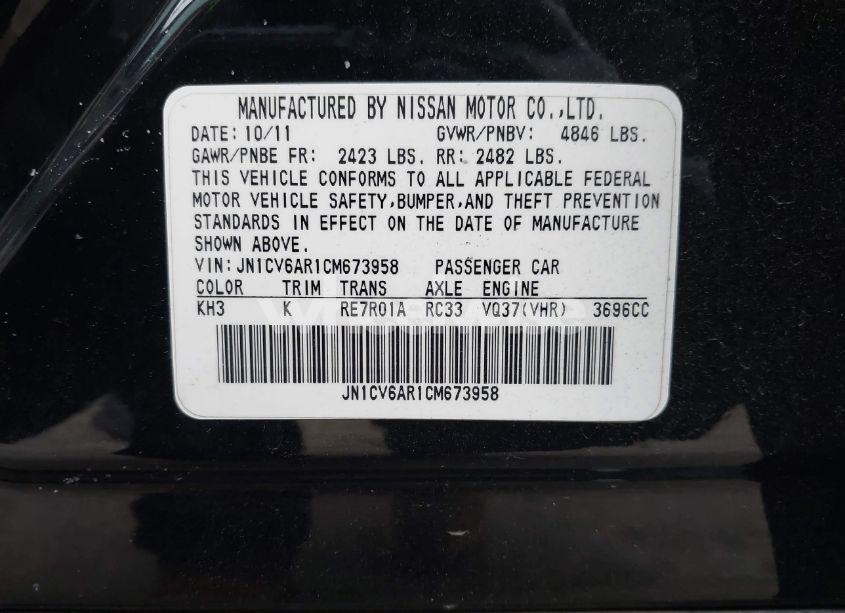 MANUFACTURED BY NISSAN MOTOR CO.,LTD.
DATE: 10/11 GVWR/PNBV: 4846 LBS.
GAWR/PNBE FR: 2423 LBS. RR: 2482 LBS.
THIS VEHICLE CONFORMS TO ALL APPLICABLE FEDERAL
MOTOR VEHICLE SAFETY,BUMPER,AND THEFT PREVENTION
STANDARDS IN EFFECT ON THE DATE OF MANUFACTURE
SHOWN ABOVE.
VIN:JN1CV6AR1CM673958 PASSENGER CAR
COLOR TRIM TRANS AXLE ENGINE
KH3 K RE7R01A RC33 VQ37(VHR) 3696CC
JN1CV6AR1CM673958